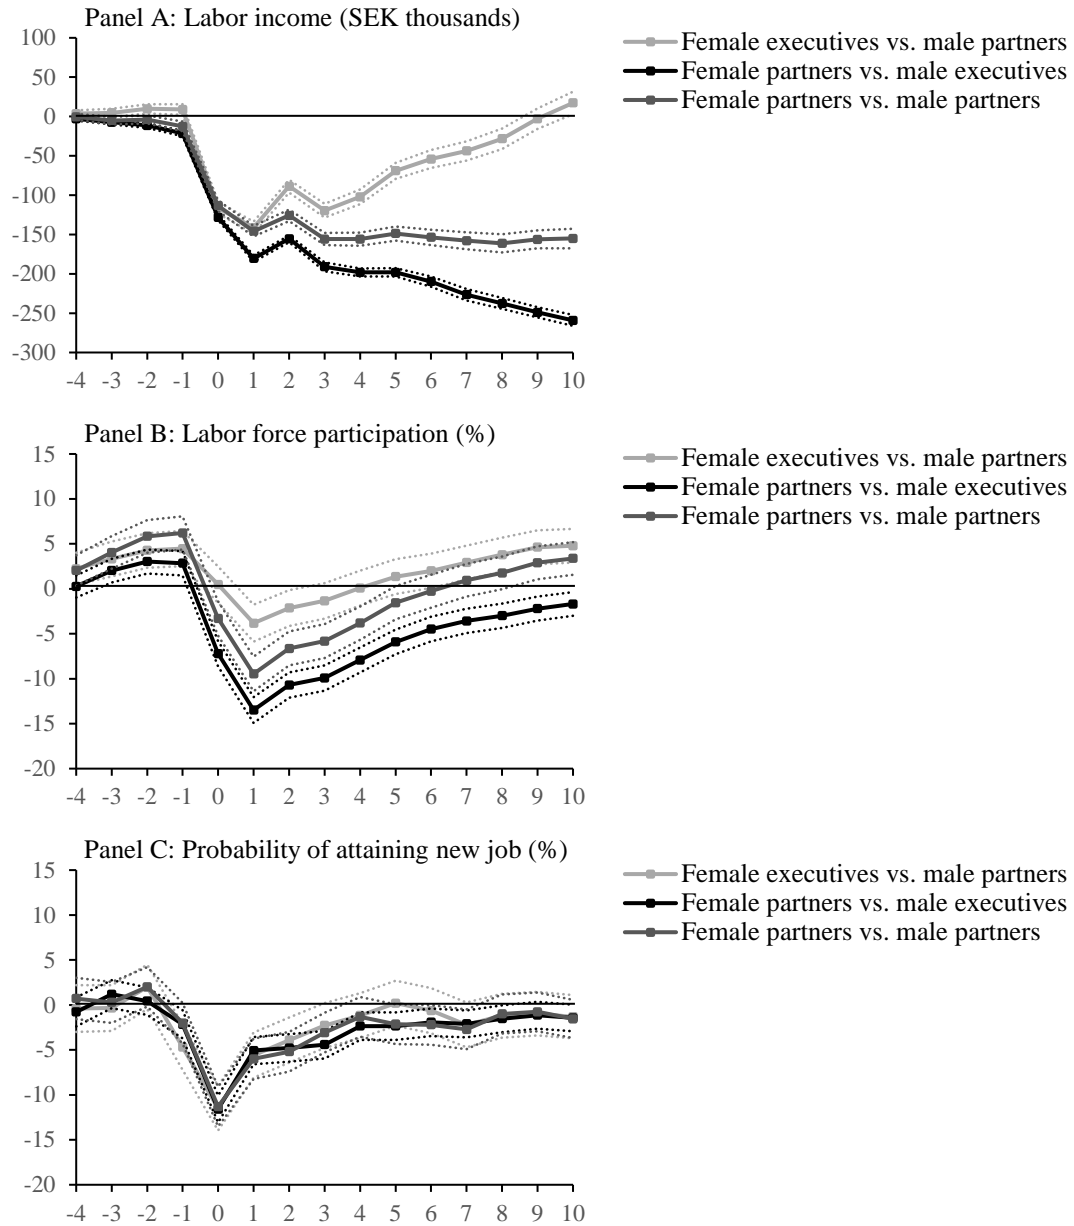 Panel A: Labor income (SEK thousands)
100
50
0
-50
-100
-150
-200
-250
-300
-4 -3 -2 -1 0 1 2 3 4 5 6 7 8 9 10
Female executives vs. male partners
Female partners vs. male executives
Female partners vs. male partners
Panel B: Labor force participation (%)
15
10
5
0
-5
-10
-15
-20
-4 -3 -2 -1 0 1 2 3 4 5 6 7 8 9 10
Female executives vs. male partners
Female partners vs. male executives
Female partners vs. male partners
Panel C: Probability of attaining new job (%)
15
10
5
0
-5
-10
-15
-20
-4 -3 -2 -1 0 1 2 3 4 5 6 7 8 9 10
Female executives vs. male partners
Female partners vs. male executives
Female partners vs. male partners